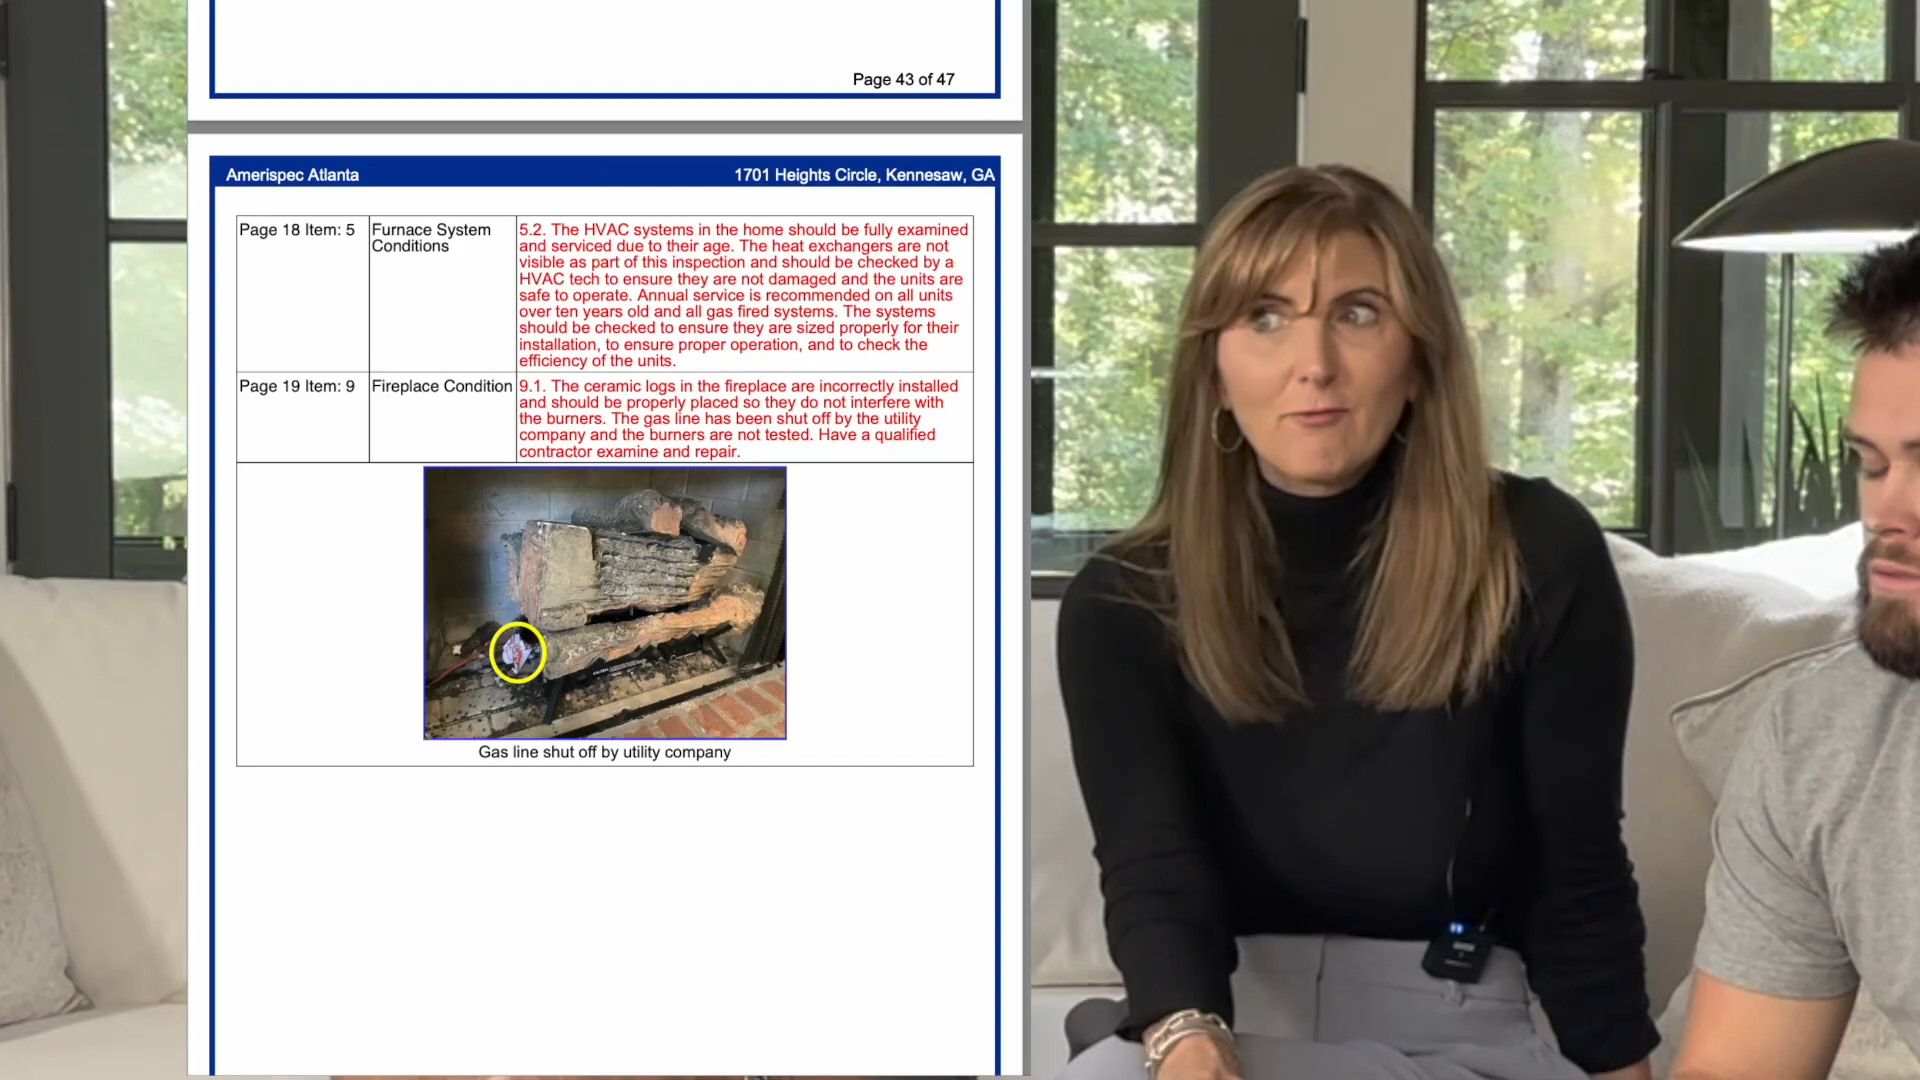 Page 43 of 47
Amerispec Atlanta
1701 Heights Circle, Kennesaw, GA
Page 18 Item: 5
Furnace System
Conditions
5.2. The HVAC systems in the home should be fully examined
and serviced due to their age. The heat exchangers are not
visible as part of this inspection and should be checked by a
HVAC tech to ensure they are not damaged and the units are
safe to operate. Annual service is recommended on all units
over ten years old and all gas fired systems. The systems
should be checked to ensure they are sized properly for their
installation, to ensure proper operation, and to check the
efficiency of the units.
Page 19 Item: 9
Fireplace Condition
9.1. The ceramic logs in the fireplace are incorrectly installed
and should be properly placed so they do not interfere with
the burners. The gas line has been shut off by the utility
company and the burners are not tested. Have a qualified
contractor examine and repair.
Gas line shut off by utility company